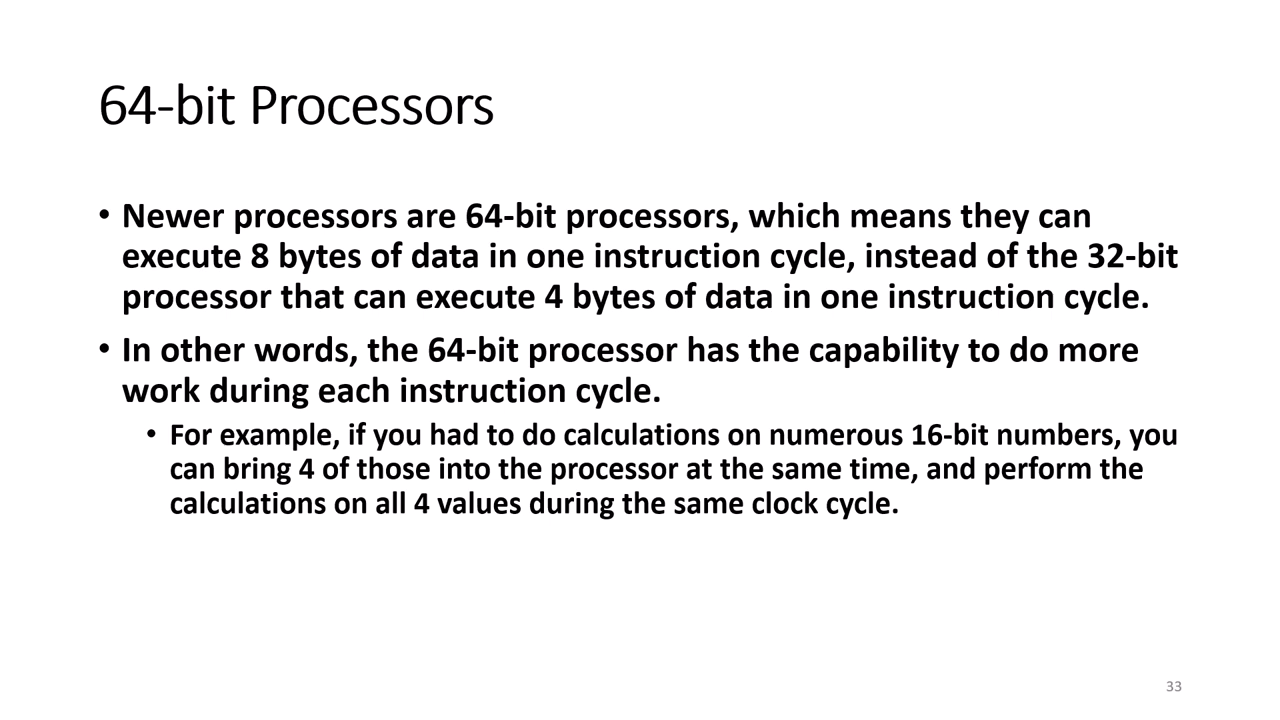 64-bit Processors
• Newer processors are 64-bit processors, which means they can
execute 8 bytes of data in one instruction cycle, instead of the 32-bit
processor that can execute 4 bytes of data in one instruction cycle.
• In other words, the 64-bit processor has the capability to do more
work during each instruction cycle.
• For example, if you had to do calculations on numerous 16-bit numbers, you
can bring 4 of those into the processor at the same time, and perform the
calculations on all 4 values during the same clock cycle.
33